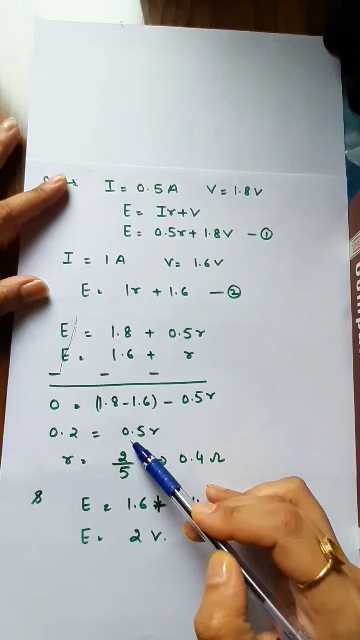 I = 0.5A V = 1.8V
E = Ir+V
E = 0.5r+1.8V - ①
I = 1A V = 1.6V
E = 1r + 1.6 - ②
E = 1.8 + 0.5r
E = 1.6 + r
- - -
0 = (1.8-1.6) - 0.5r
0.2 = 0.5r
r = 2/5 0.4Ω
E = 1.6+
E = 2V.